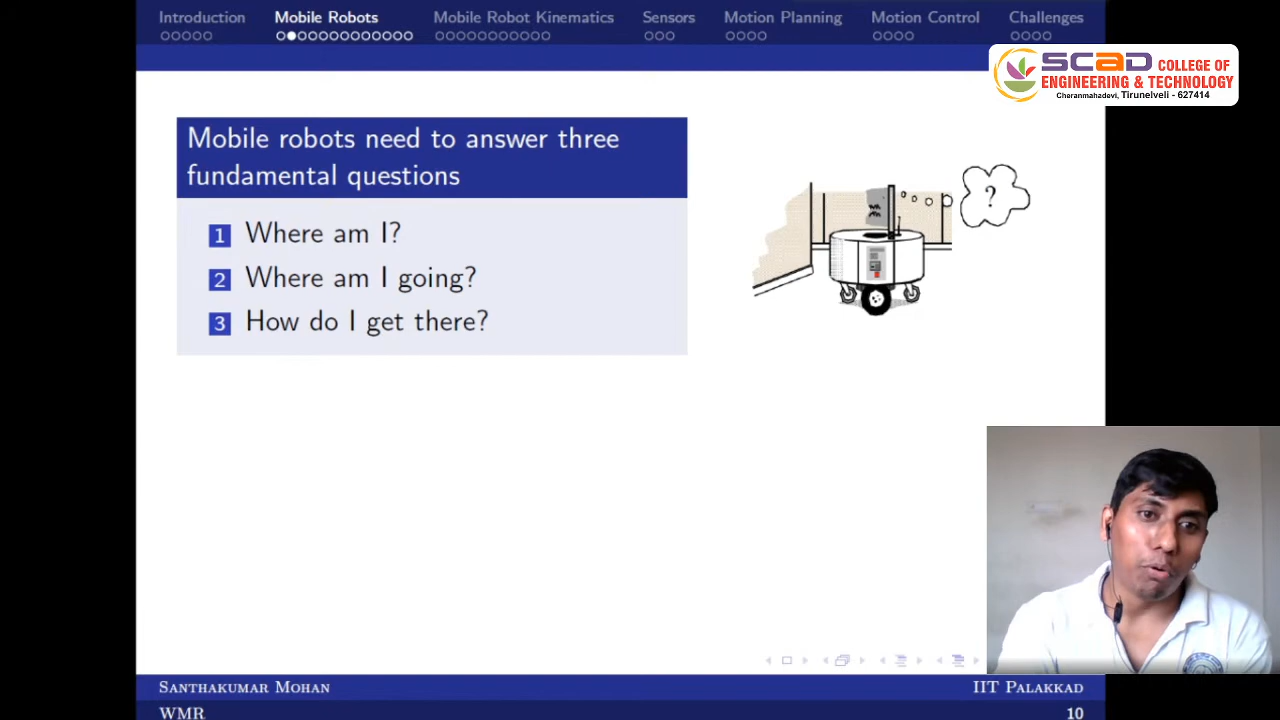 Introduction
Mobile Robots
Mobile Robot Kinematics
Sensors
Motion Planning
Motion Control
Challenges
SCAD COLLEGE OF
ENGINEERING & TECHNOLOGY
Cheranmahadevi, Tirunelveli - 627414
Mobile robots need to answer three
fundamental questions
1 Where am I?
2 Where am I going?
3 How do I get there?
?
SANTHAKUMAR MOHAN
IIT PALAKKAD
WMR
10